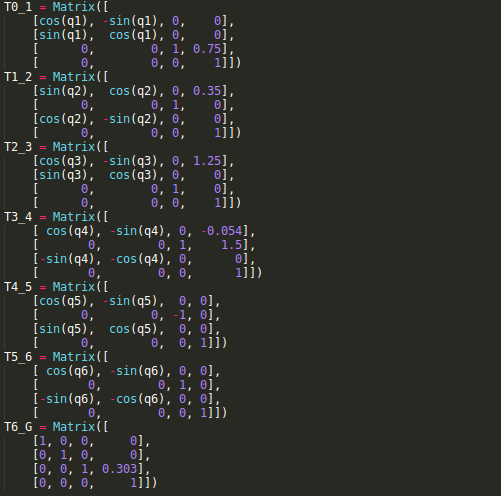 T0_1 = Matrix([
    [cos(q1), -sin(q1), 0,    0],
    [sin(q1),  cos(q1), 0,    0],
    [      0,        0, 1, 0.75],
    [      0,        0, 0,    1]])
T1_2 = Matrix([
    [sin(q2),  cos(q2), 0, 0.35],
    [      0,        0, 1,    0],
    [cos(q2), -sin(q2), 0,    0],
    [      0,        0, 0,    1]])
T2_3 = Matrix([
    [cos(q3), -sin(q3), 0, 1.25],
    [sin(q3),  cos(q3), 0,    0],
    [      0,        0, 1,    0],
    [      0,        0, 0,    1]])
T3_4 = Matrix([
    [ cos(q4), -sin(q4), 0, -0.054],
    [       0,        0, 1,    1.5],
    [-sin(q4), -cos(q4), 0,      0],
    [       0,        0, 0,      1]])
T4_5 = Matrix([
    [cos(q5), -sin(q5),  0, 0],
    [      0,        0, -1, 0],
    [sin(q5),  cos(q5),  0, 0],
    [      0,        0,  0, 1]])
T5_6 = Matrix([
    [ cos(q6), -sin(q6), 0, 0],
    [       0,        0, 1, 0],
    [-sin(q6), -cos(q6), 0, 0],
    [       0,        0, 0, 1]])
T6_G = Matrix([
    [1, 0, 0,     0],
    [0, 1, 0,     0],
    [0, 0, 1, 0.303],
    [0, 0, 0,     1]])